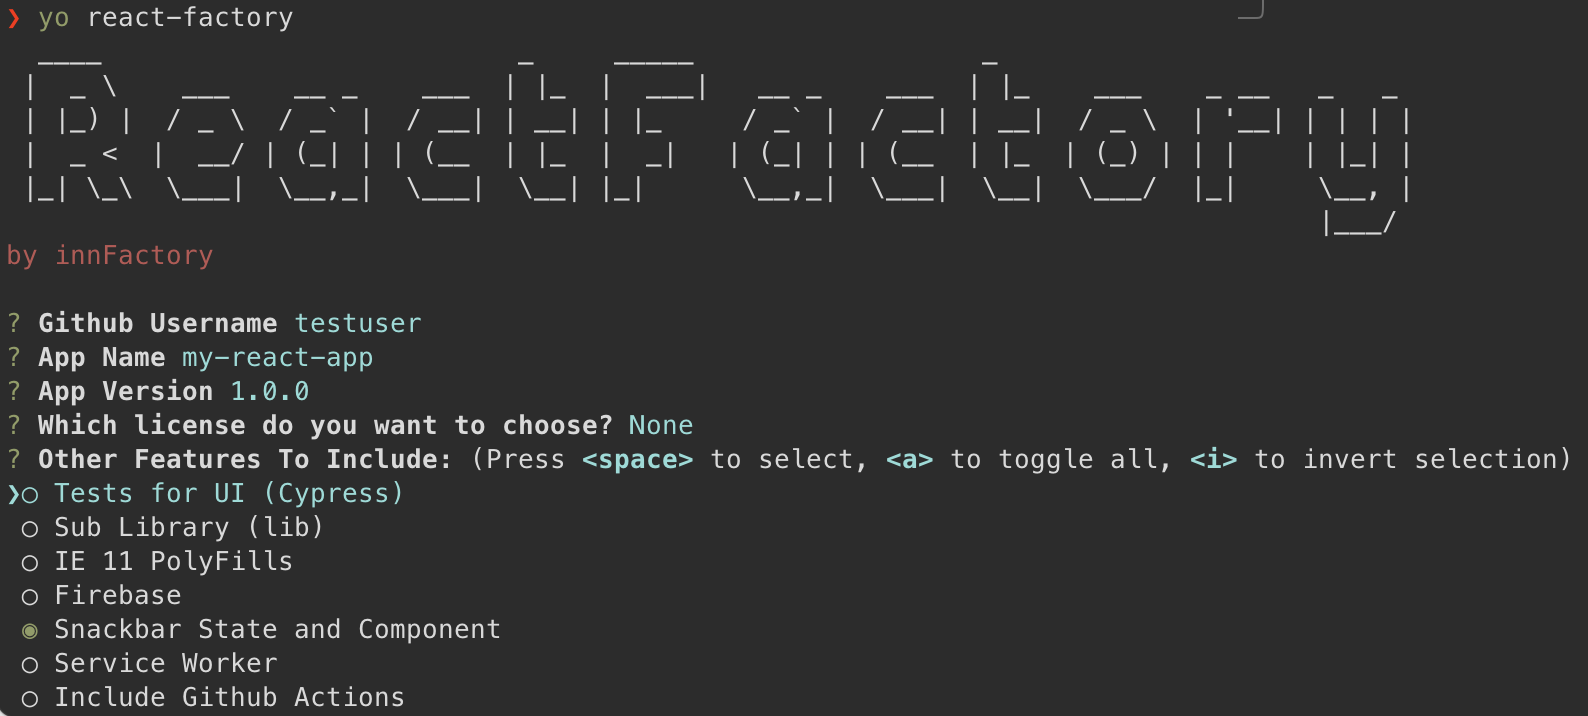 ❯ yo react-factory
ReactFactory
by innFactory
? Github Username testuser
? App Name my-react-app
? App Version 1.0.0
? Which license do you want to choose? None
? Other Features To Include: (Press <space> to select, <a> to toggle all, <i> to invert selection)
❯◯ Tests for UI (Cypress)
◯ Sub Library (lib)
◯ IE 11 PolyFills
◯ Firebase
◉ Snackbar State and Component
◯ Service Worker
◯ Include Github Actions